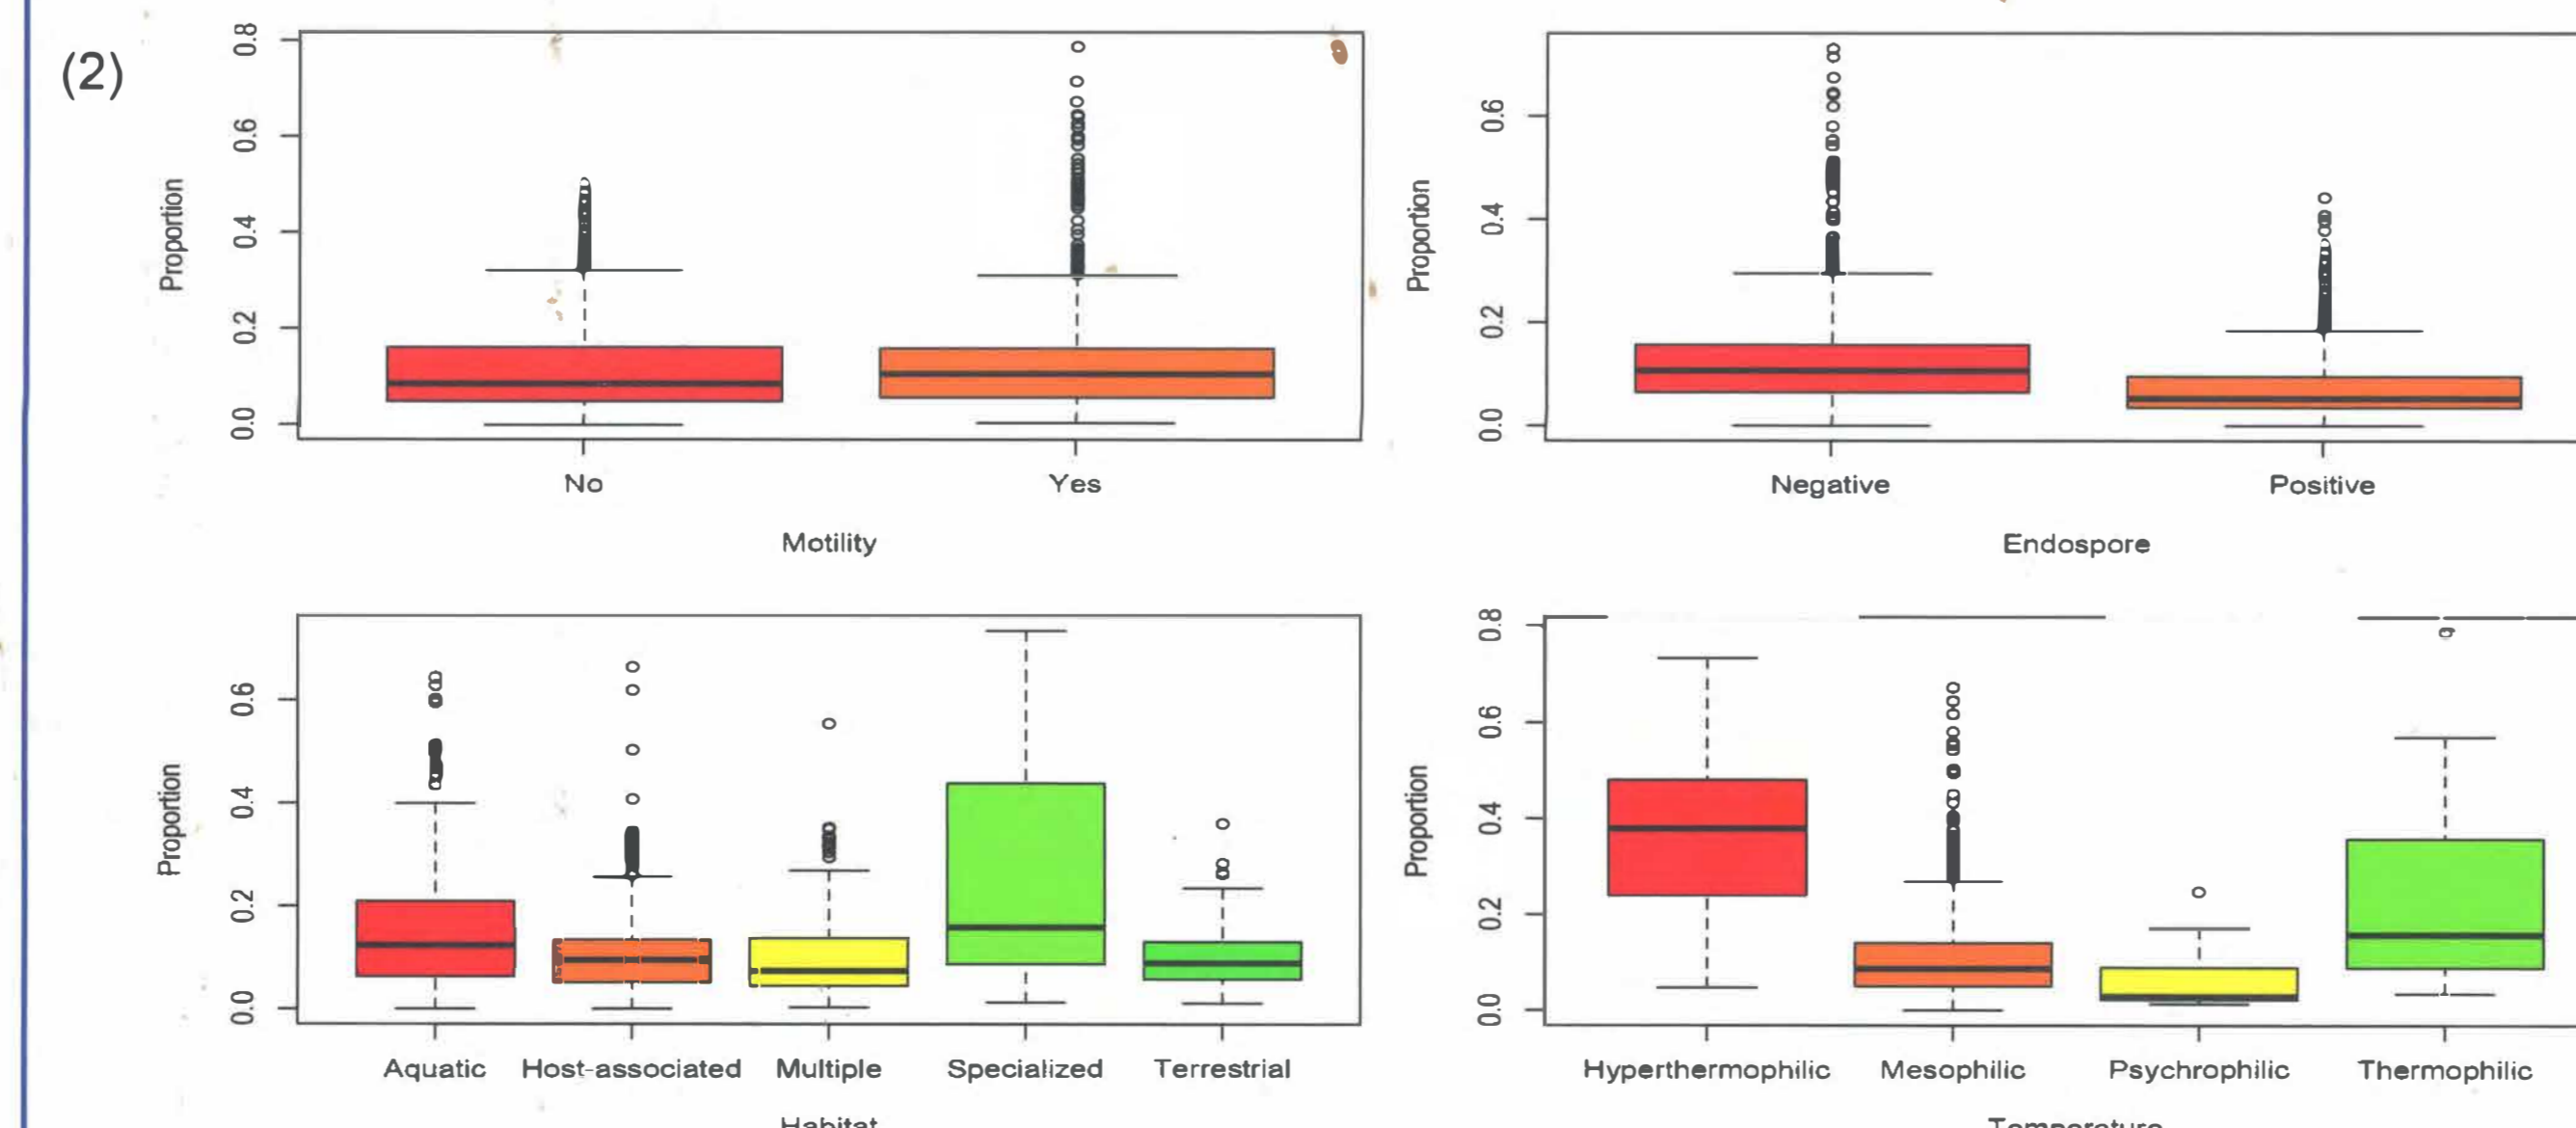 (2)
Proportion
0.0 0.2 0.4 0.6 0.8
No Yes
Motility
Proportion
0.0 0.2 0.4 0.6
Negative Positive
Endospore
Proportion
0.0 0.2 0.4 0.6
Aquatic Host-associated Multiple Specialized Terrestrial
Habitat
Proportion
0.0 0.2 0.4 0.6 0.8
Hyperthermophilic Mesophilic Psychrophilic Thermophilic
Temperature